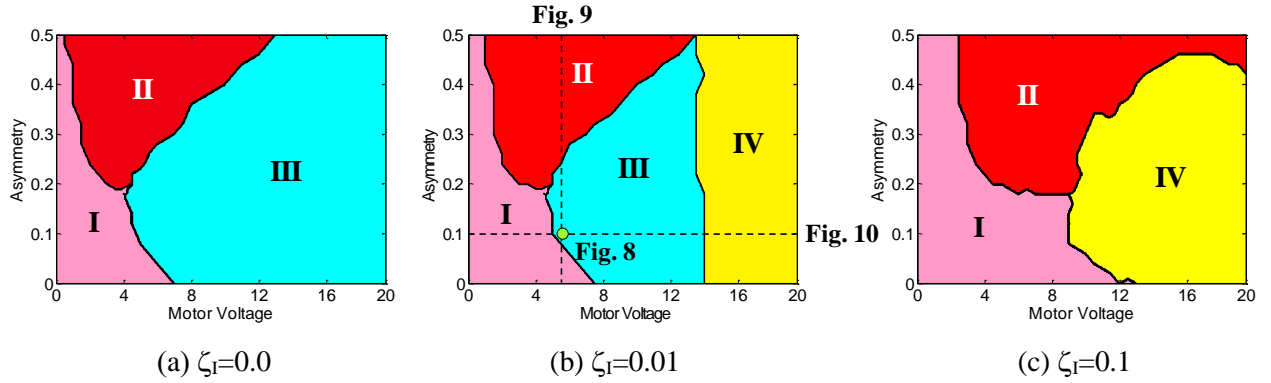 Fig. 9
0.5
0.4
0.3
0.2
0.1
0
Asymmetry
I
II
III
0 4 8 12 16 20
Motor Voltage
(a) ζI=0.0
0.5
0.4
0.3
0.2
0.1
0
Asymmetry
I
II
III
IV
Fig. 8
Fig. 10
0 4 8 12 16 20
Motor Voltage
(b) ζI=0.01
0.5
0.4
0.3
0.2
0.1
0
Asymmetry
I
II
IV
0 4 8 12 16 20
Motor Voltage
(c) ζI=0.1